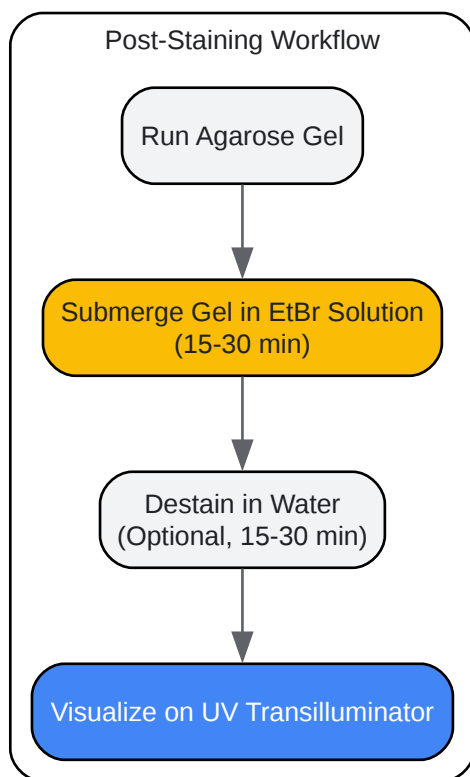 Post-Staining Workflow
Run Agarose Gel
Submerge Gel in EtBr Solution
(15-30 min)
Destain in Water
(Optional, 15-30 min)
Visualize on UV Transilluminator